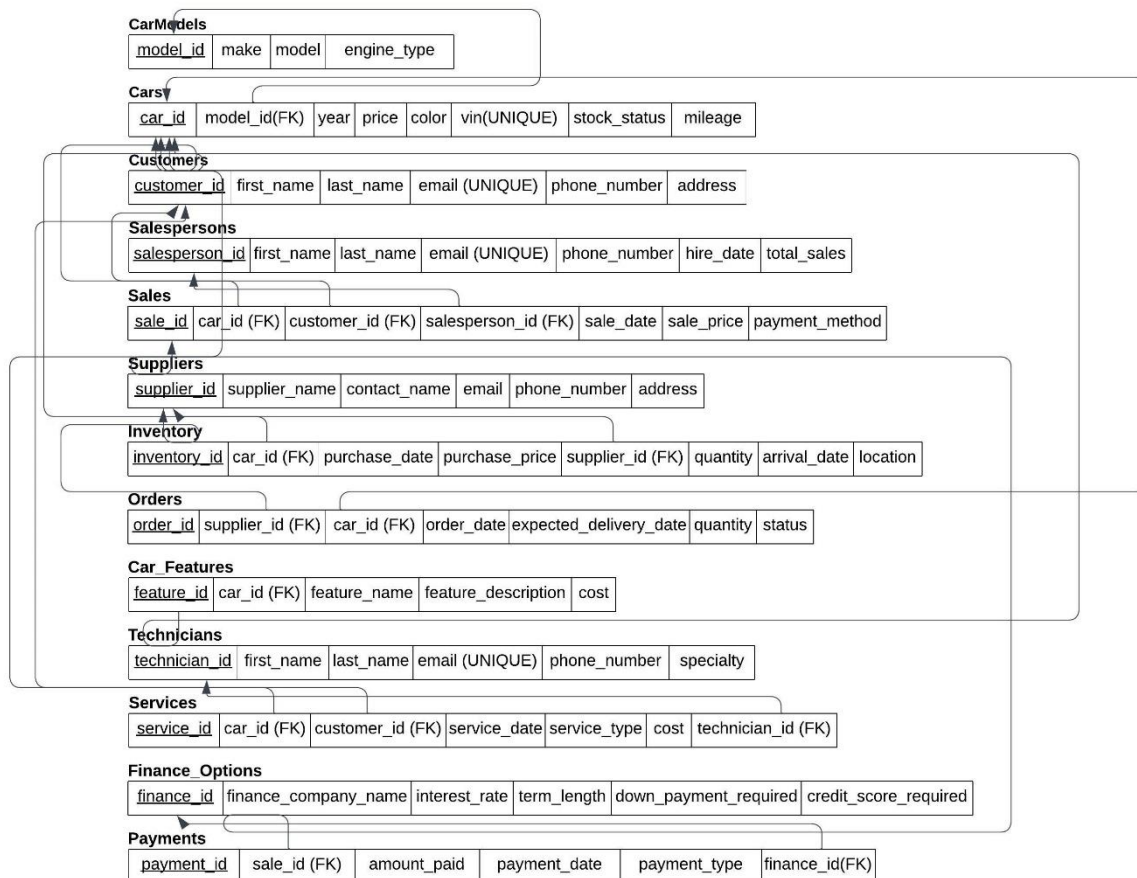 CarModels
model_id make model engine_type
Cars
car_id model_id(FK) year price color vin(UNIQUE) stock_status mileage
Customers
customer_id first_name last_name email (UNIQUE) phone_number address
Salespersons
salesperson_id first_name last_name email (UNIQUE) phone_number hire_date total_sales
Sales
sale_id car_id (FK) customer_id (FK) salesperson_id (FK) sale_date sale_price payment_method
Suppliers
supplier_id supplier_name contact_name email phone_number address
Inventory
inventory_id car_id (FK) purchase_date purchase_price supplier_id (FK) quantity arrival_date location
Orders
order_id supplier_id (FK) car_id (FK) order_date expected_delivery_date quantity status
Car_Features
feature_id car_id (FK) feature_name feature_description cost
Technicians
technician_id first_name last_name email (UNIQUE) phone_number specialty
Services
service_id car_id (FK) customer_id (FK) service_date service_type cost technician_id (FK)
Finance_Options
finance_id finance_company_name interest_rate term_length down_payment_required credit_score_required
Payments
payment_id sale_id (FK) amount_paid payment_date payment_type finance_id(FK)